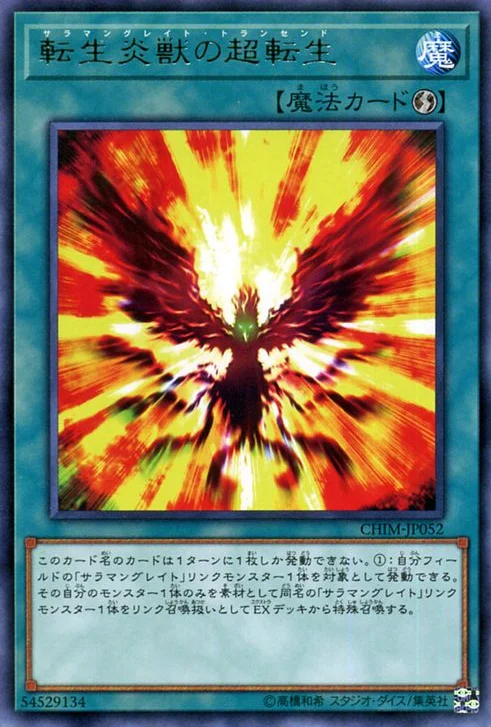 サラマングレイト・トランセンド
転生炎獣の超転生
魔
【魔法カード】
CHIM-JP052
このカード名のカードは1ターンに1枚しか発動できない。①:自分フィー
ルドの「サラマングレイト」リンクモンスター1体を対象として発動できる。
その自分のモンスター1体のみを素材として同名の「サラマングレイト」リンク
モンスター1体をリンク召喚扱いとしてEXデッキから特殊召喚する。
54529134
©高橋和希 スタジオ・ダイス/集英社